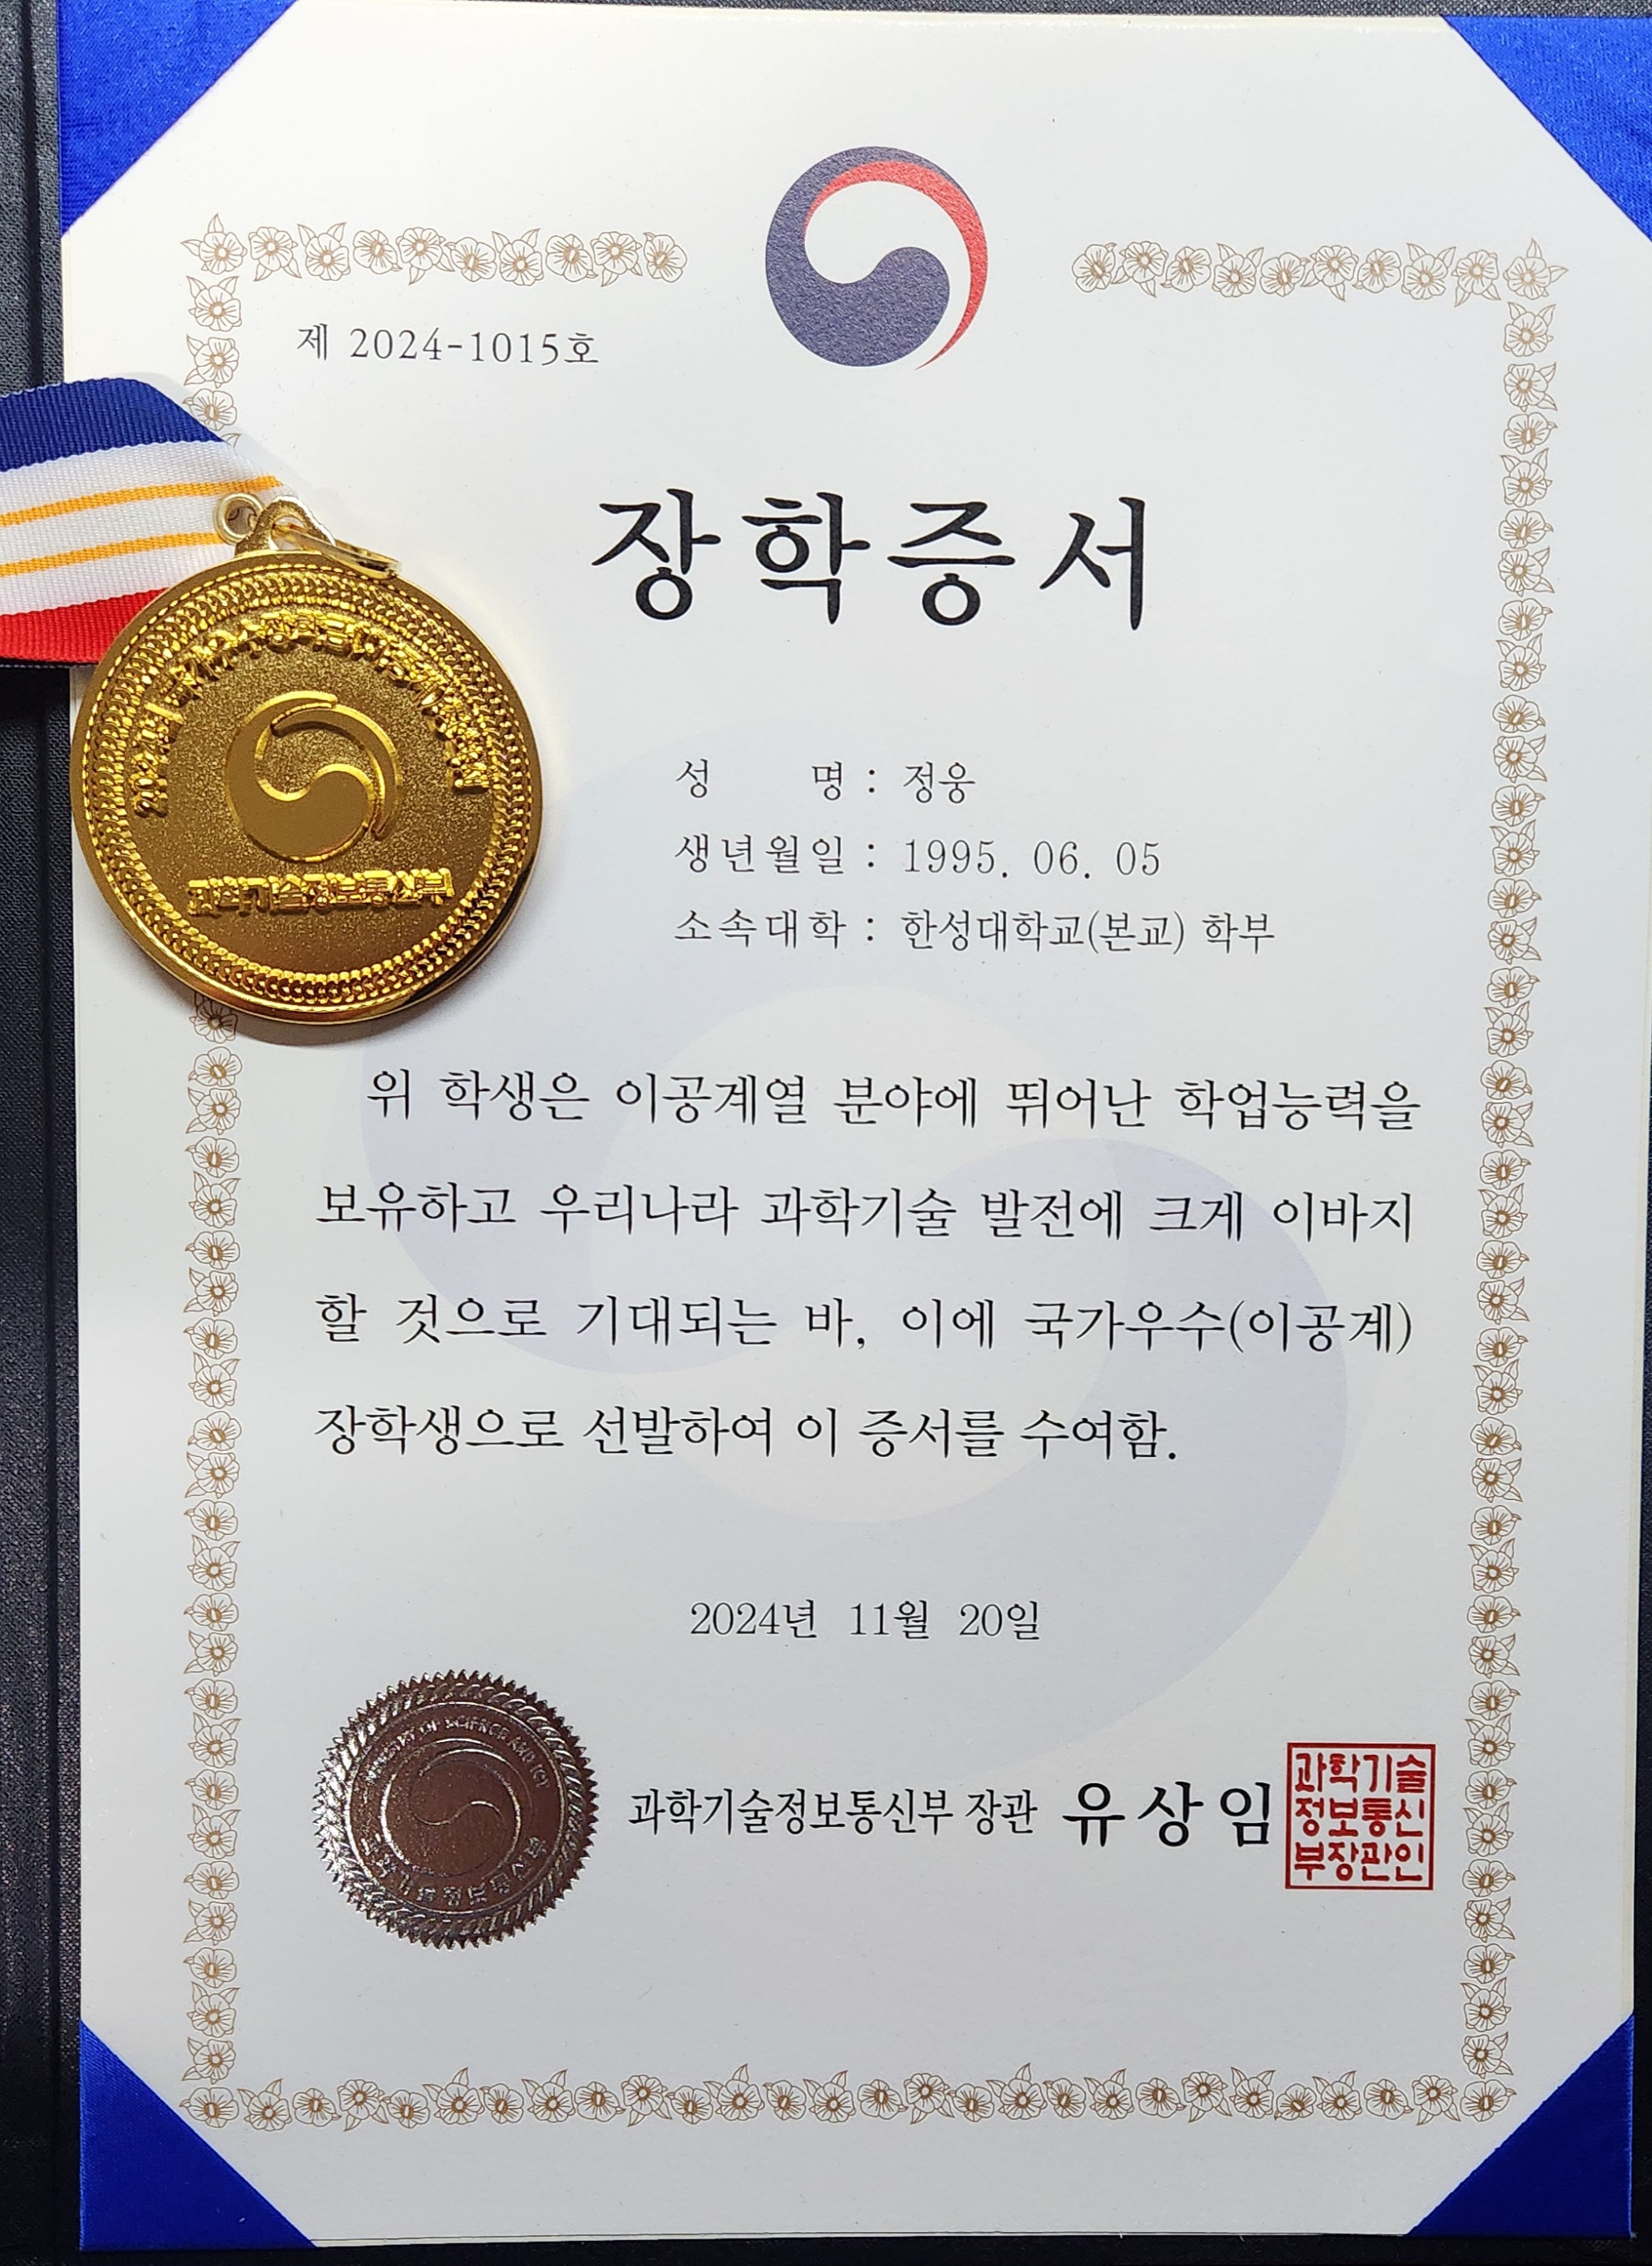 제 2024-1015호
장학증서
성 명 : 정웅
생년월일 : 1995. 06. 05
소속대학 : 한성대학교(본교) 학부
위 학생은 이공계열 분야에 뛰어난 학업능력을
보유하고 우리나라 과학기술 발전에 크게 이바지
할 것으로 기대되는 바, 이에 국가우수(이공계)
장학생으로 선발하여 이 증서를 수여함.
2024년 11월 20일
과학기술정보통신부 장관 유상임
과학기술
정보통신
부장관인
과학기술정보통신부
OF SCIENCE AND